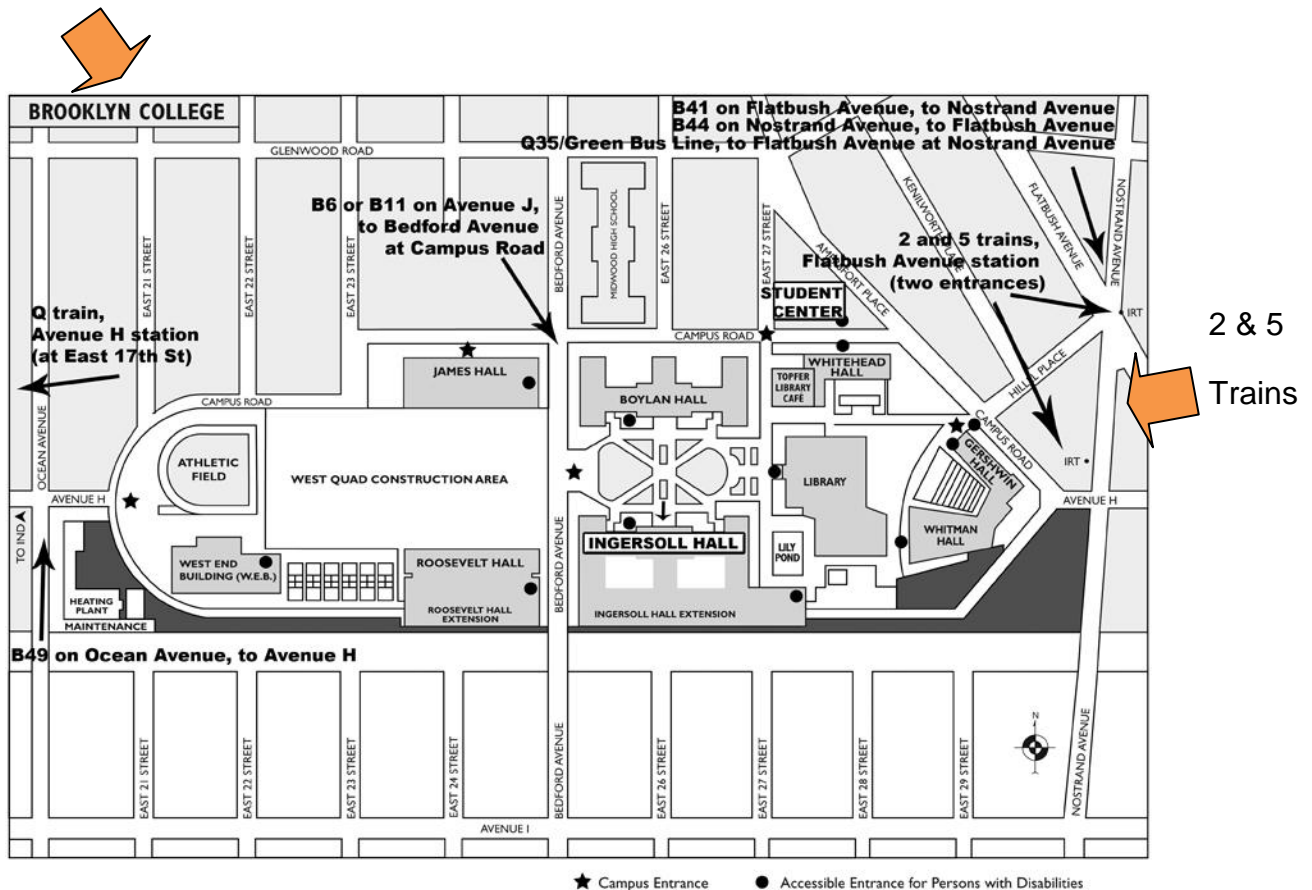 BROOKLYN COLLEGE
B41 on Flatbush Avenue, to Nostrand Avenue
B44 on Nostrand Avenue, to Flatbush Avenue
Q35/Green Bus Line, to Flatbush Avenue at Nostrand Avenue
GLENWOOD ROAD
B6 or B11 on Avenue J,
to Bedford Avenue
at Campus Road
EAST 21 STREET
EAST 22 STREET
EAST 23 STREET
BEDFORD AVENUE
MIDWOOD HIGH SCHOOL
EAST 26 STREET
EAST 27 STREET
AMERSFORT PLACE
KENILWORTH PLACE
FLATBUSH AVENUE
NOSTRAND AVENUE
2 and 5 trains,
Flatbush Avenue station
(two entrances)
IRT
2 & 5
Trains
Q train,
Avenue H station
(at East 17th St)
STUDENT
CENTER
CAMPUS ROAD
JAMES HALL
WHITEHEAD
HALL
TOPFER
LIBRARY
CAFÉ
HILLEL PLACE
CAMPUS ROAD
BOYLAN HALL
CAMPUS ROAD
OCEAN AVENUE
ATHLETIC
FIELD
WEST QUAD CONSTRUCTION AREA
LIBRARY
GERSHWIN
HALL
IRT
AVENUE H
AVENUE H
TO IND
WHITMAN
HALL
INGERSOLL HALL
LILY
POND
WEST END
BUILDING (W.E.B.)
ROOSEVELT HALL
BEDFORD AVENUE
HEATING
PLANT
MAINTENANCE
ROOSEVELT HALL
EXTENSION
INGERSOLL HALL EXTENSION
B49 on Ocean Avenue, to Avenue H
EAST 21 STREET
EAST 22 STREET
EAST 23 STREET
EAST 24 STREET
BEDFORD AVENUE
EAST 26 STREET
EAST 27 STREET
EAST 28 STREET
EAST 29 STREET
NOSTRAND AVENUE
N
AVENUE I
Campus Entrance
Accessible Entrance for Persons with Disabilities